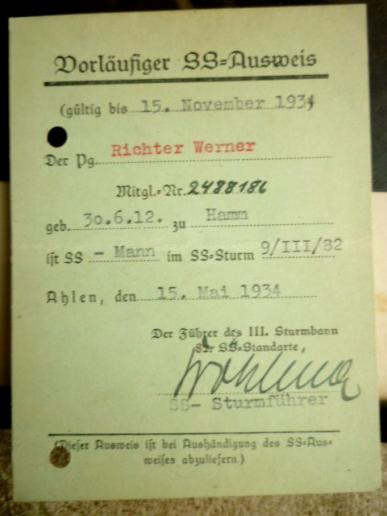 Vorläufiger SS-Ausweis
(gültig bis 15. November 1934
Der Pg. Richter Werner
Mitgl.-Nr. 2488186
geb. 30.6.12. zu Hamm
ist SS - Mann im SS-Sturm 9/III/82
Ahlen, den 15. Mai 1934
Der Führer des III. Sturmbann
SS-Standarte,
SS- Sturmführer
(Dieser Ausweis ist bei Aushändigung des SS-Aus-
weises abzuliefern.)